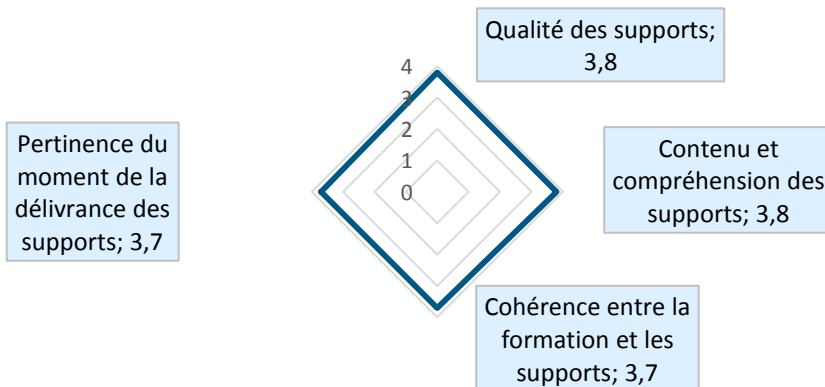 Qualité des supports;
3,8
4
3
2
1
0
Pertinence du
moment de la
délivrance des
supports; 3,7
Contenu et
compréhension des
supports; 3,8
Cohérence entre la
formation et les
supports; 3,7